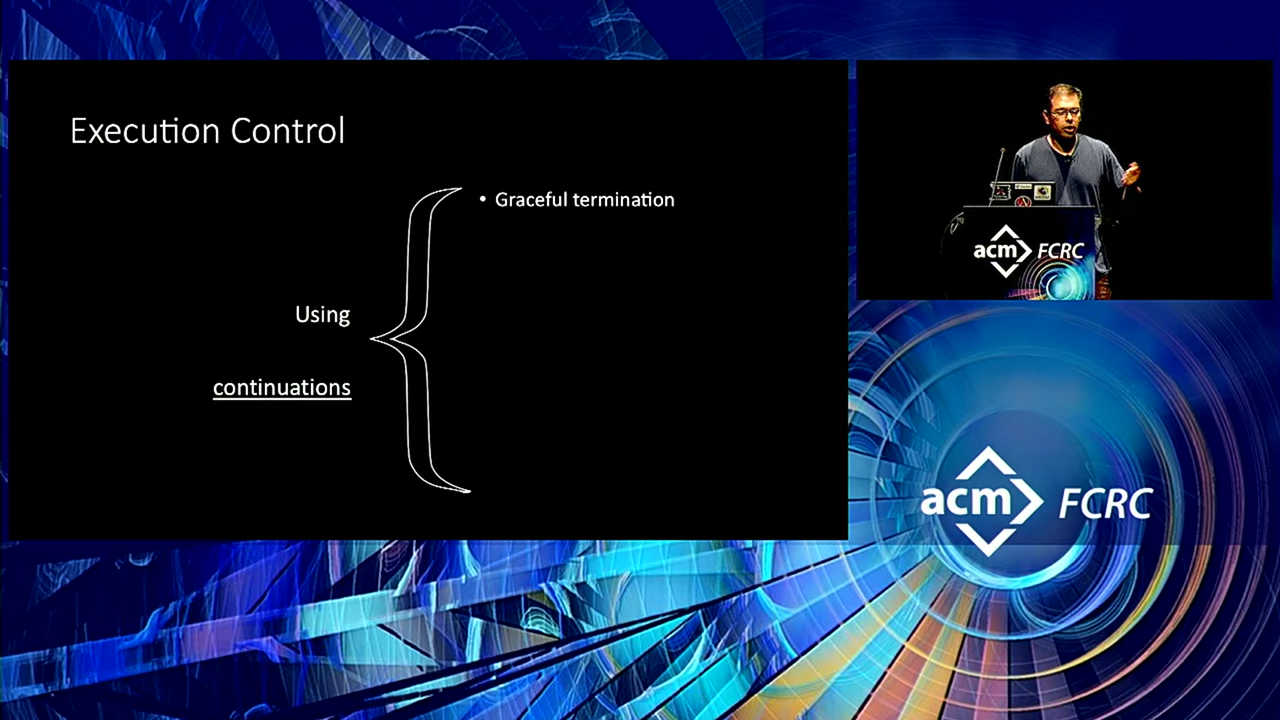 Execution Control
• Graceful termination
Using
continuations
acm FCRC
acm FCRC